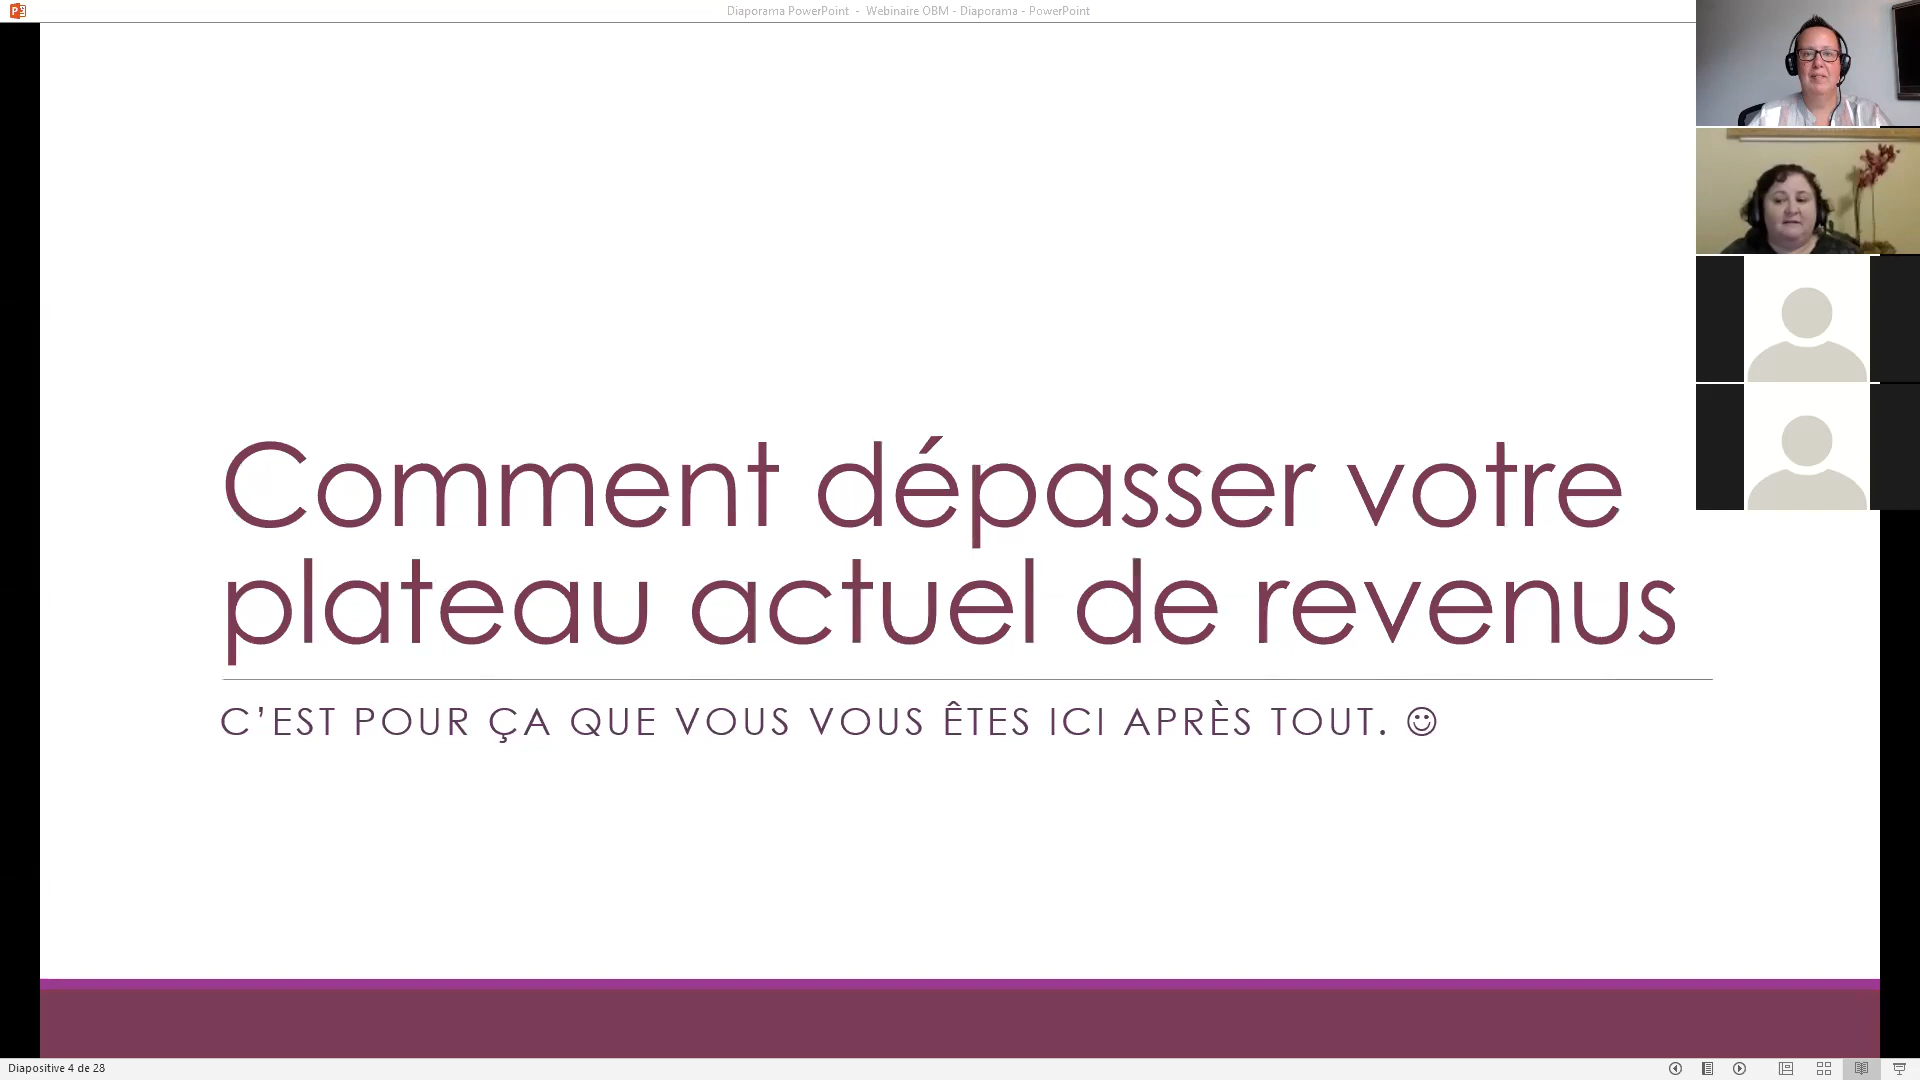 Diaporama PowerPoint - Webinaire OBM - Diaporama - PowerPoint
Comment dépasser votre
plateau actuel de revenus
C’EST POUR ÇA QUE VOUS VOUS ÊTES ICI APRÈS TOUT. ☺
Diapositive 4 de 28